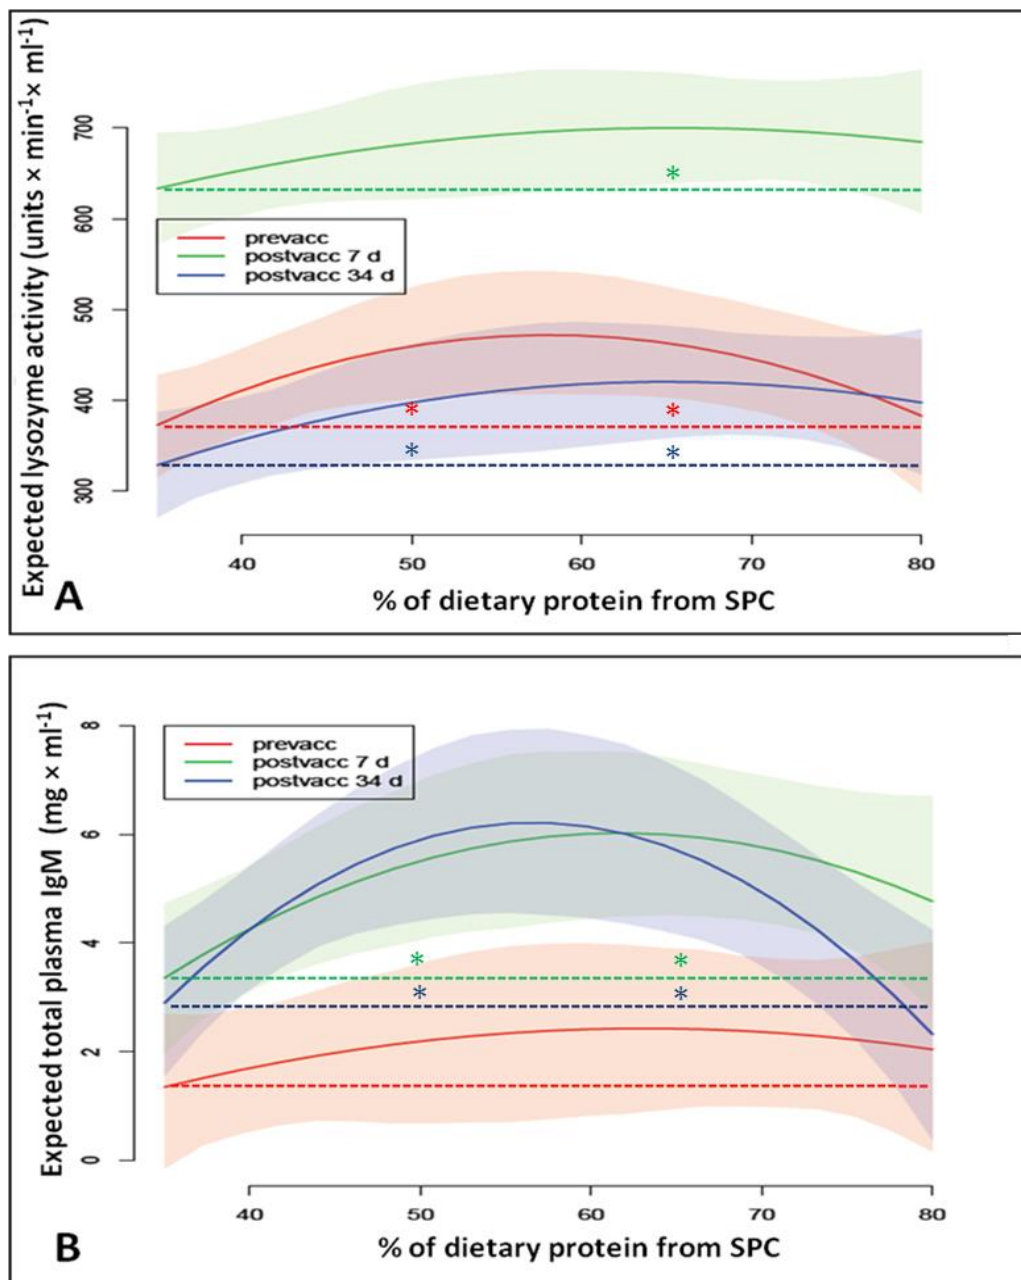 Expected lysozyme activity (units × min⁻¹× ml⁻¹)
700
600
500
400
300
prevacc
postvacc 7 d
postvacc 34 d
*
* *
* *
40 50 60 70 80
A
% of dietary protein from SPC
Expected total plasma IgM (mg × ml⁻¹)
8
6
4
2
0
prevacc
postvacc 7 d
postvacc 34 d
* *
* *
40 50 60 70 80
B
% of dietary protein from SPC